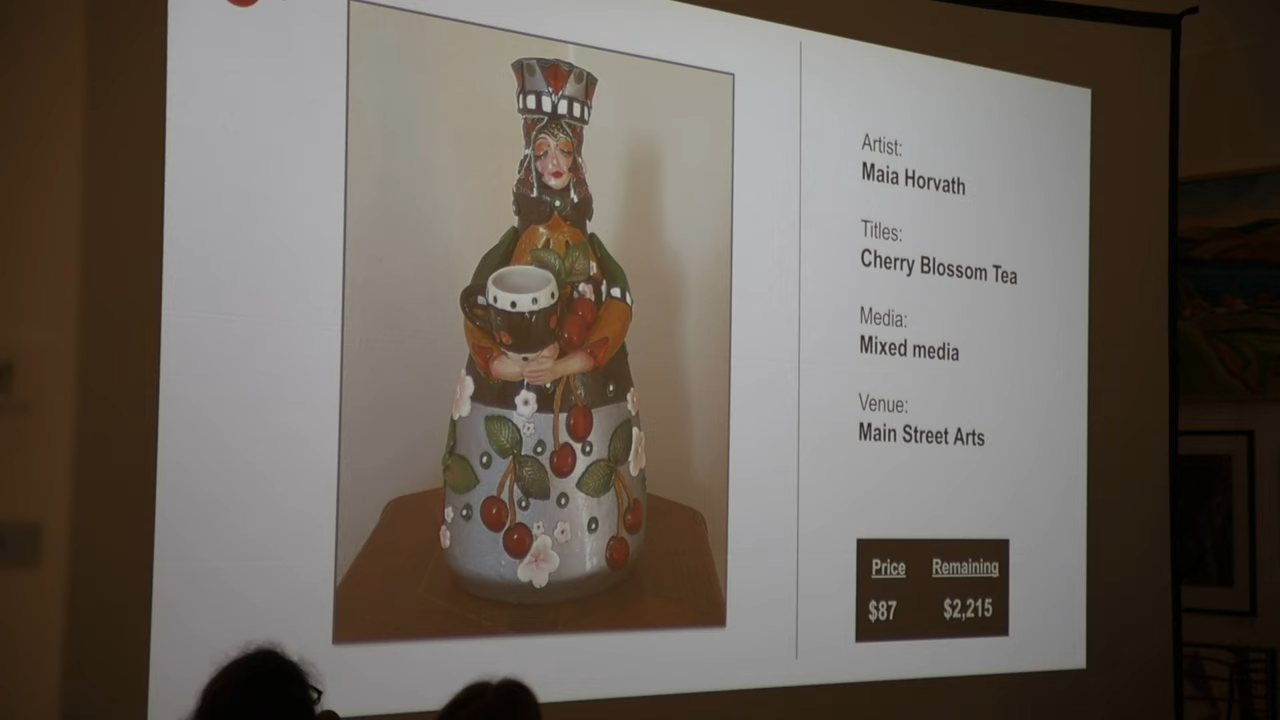 Artist:
Maia Horvath
Titles:
Cherry Blossom Tea
Media:
Mixed media
Venue:
Main Street Arts
Price Remaining
$87 $2,215